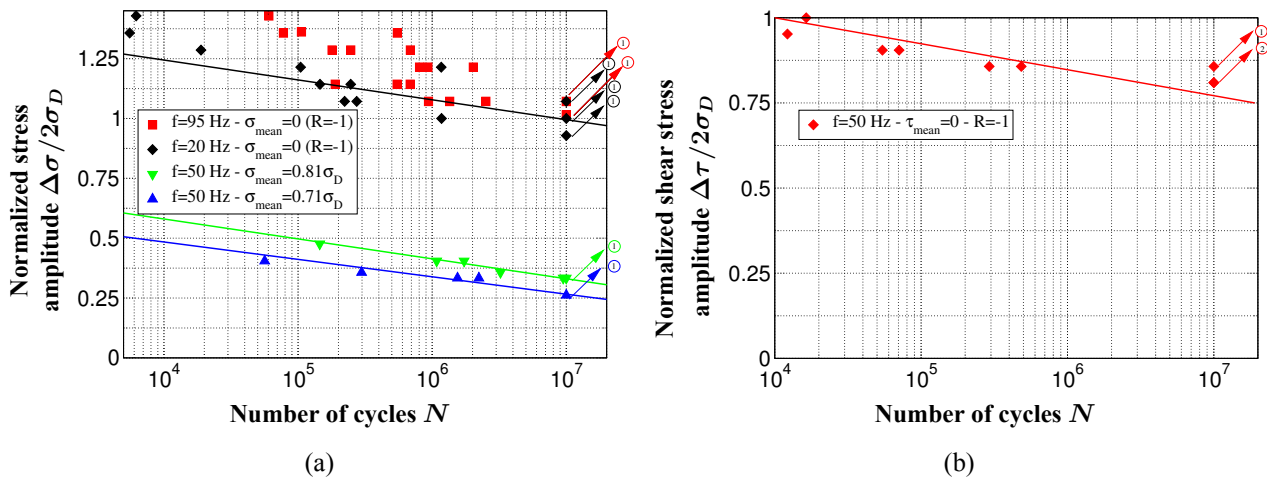 Normalized stress
amplitude Δσ/2σ_D
1.25
1
0.75
0.5
0.25
0
10^4
10^5
10^6
10^7
Number of cycles N
f=95 Hz - σ_mean=0 (R=-1)
f=20 Hz - σ_mean=0 (R=-1)
f=50 Hz - σ_mean=0.81σ_D
f=50 Hz - σ_mean=0.71σ_D
①
①
①
①
①
①
①
(a)
Normalized shear stress
amplitude Δτ/2σ_D
1
0.75
1
0.25
0
10^4
10^5
10^6
10^7
Number of cycles N
f=50 Hz - τ_mean=0 - R=-1
①
②
(b)